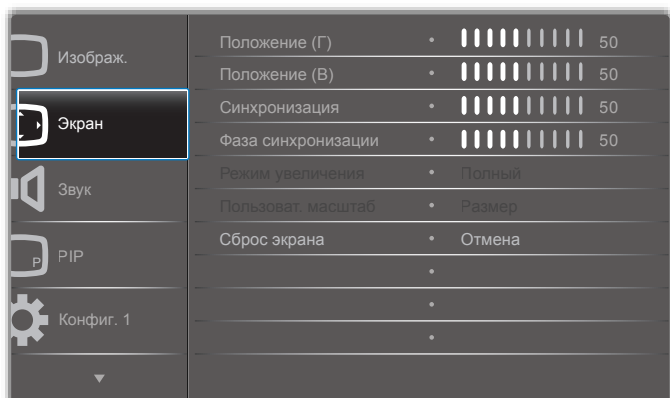 Изображ.
Экран
Звук
P
PIP
Конфиг. 1
Положение (Г) • 50
Положение (В) • 50
Синхронизация • 50
Фаза синхронизации • 50
Режим увеличения • Полный
Пользоват. масштаб • Размер
Сброс экрана • Отмена